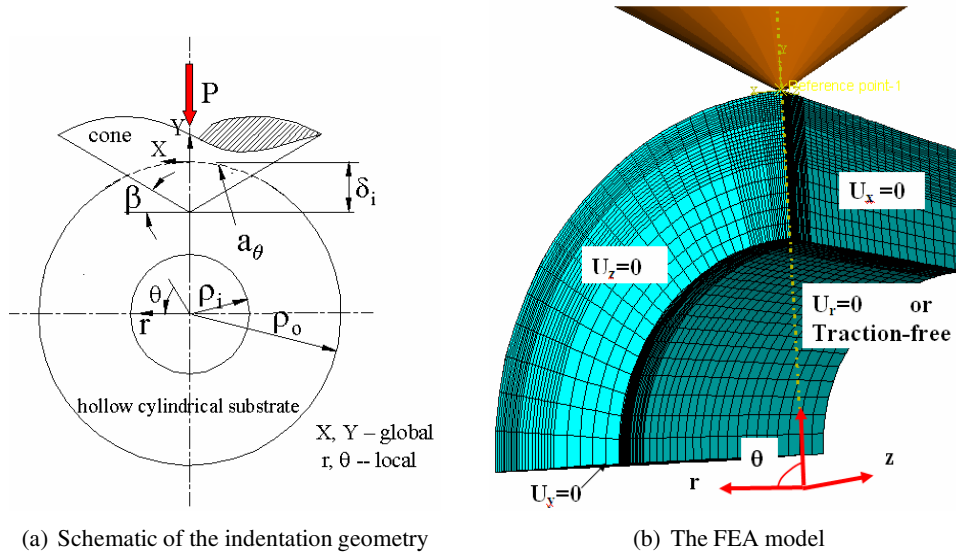 P
Y
cone
X
δi
β
aθ
θ
ρi
r
ρo
hollow cylindrical substrate
X, Y – global
r, θ -- local
(a) Schematic of the indentation geometry
Y
X
Reference point-1
Ux=0
Uz=0
Ur=0 or
Traction-free
θ
z
r
Uy=0
(b) The FEA model